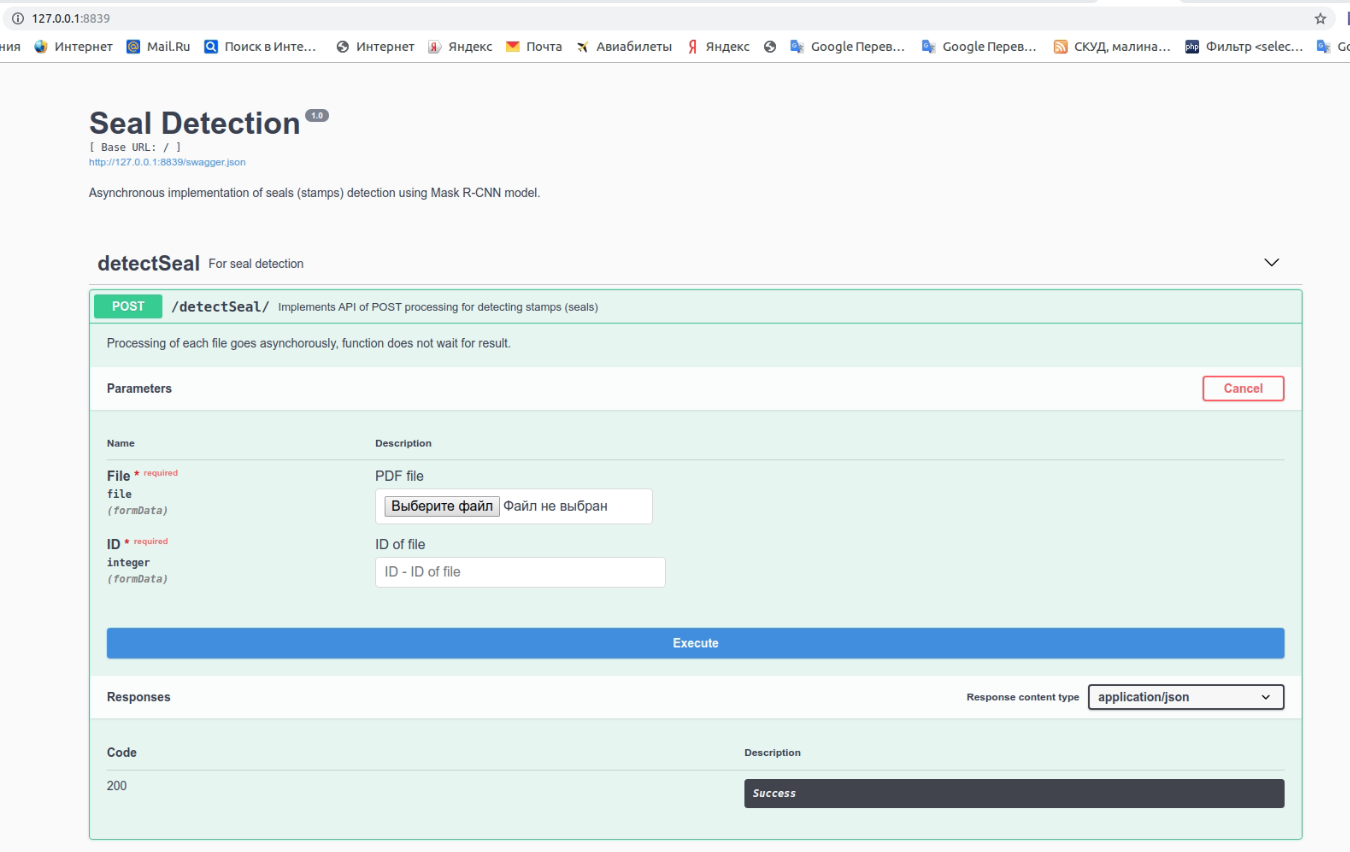 127.0.0.1:8839
ния Интернет Mail.Ru Поиск в Инте... Интернет Яндекс Почта Авиабилеты Яндекс Google Перев... Google Перев... СКУД, малина... php Фильтр <selec... Go
Seal Detection 1.0
[ Base URL: / ]
http://127.0.0.1:8839/swagger.json
Asynchronous implementation of seals (stamps) detection using Mask R-CNN model.
detectSeal For seal detection
POST /detectSeal/ Implements API of POST processing for detecting stamps (seals)
Processing of each file goes asynchorously, function does not wait for result.
Parameters Cancel
Name Description
File * required PDF file
file Выберите файл Файл не выбран
(formData)
ID * required ID of file
integer ID - ID of file
(formData)
Execute
Responses Response content type application/json
Code Description
200 Success